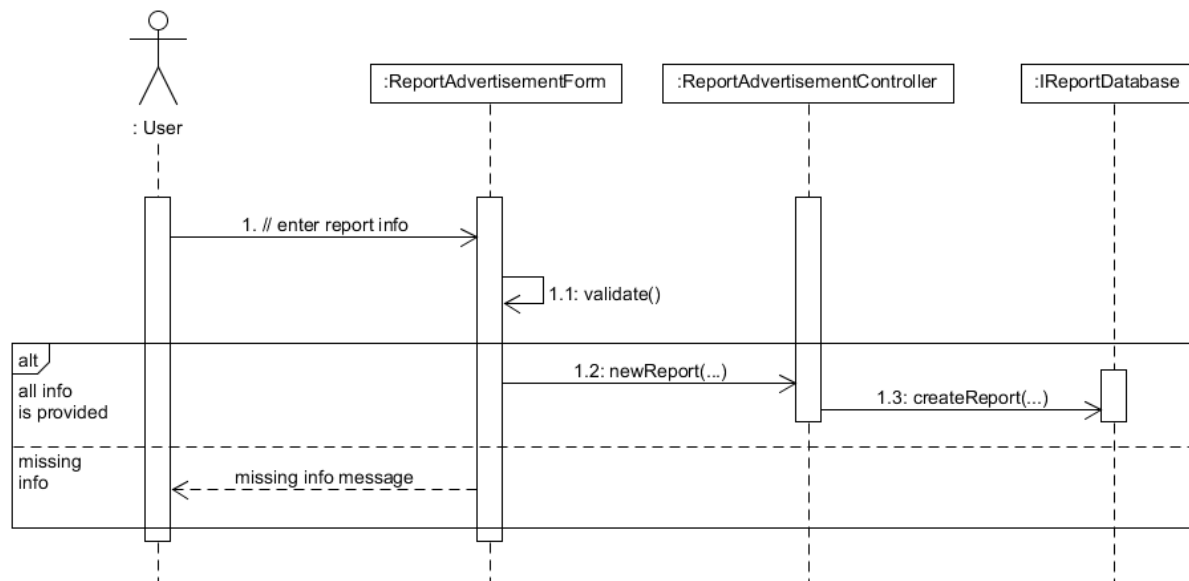 : User
:ReportAdvertisementForm
:ReportAdvertisementController
:IReportDatabase
1. // enter report info
1.1: validate()
alt
all info
is provided
1.2: newReport(...)
1.3: createReport(...)
missing
info
missing info message